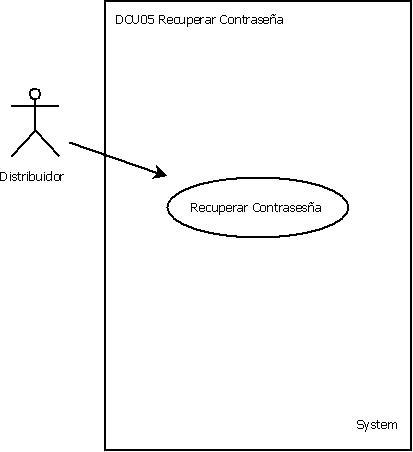 DCU05 Recuperar Contraseña
Distribuidor
Recuperar Contrasesña
System